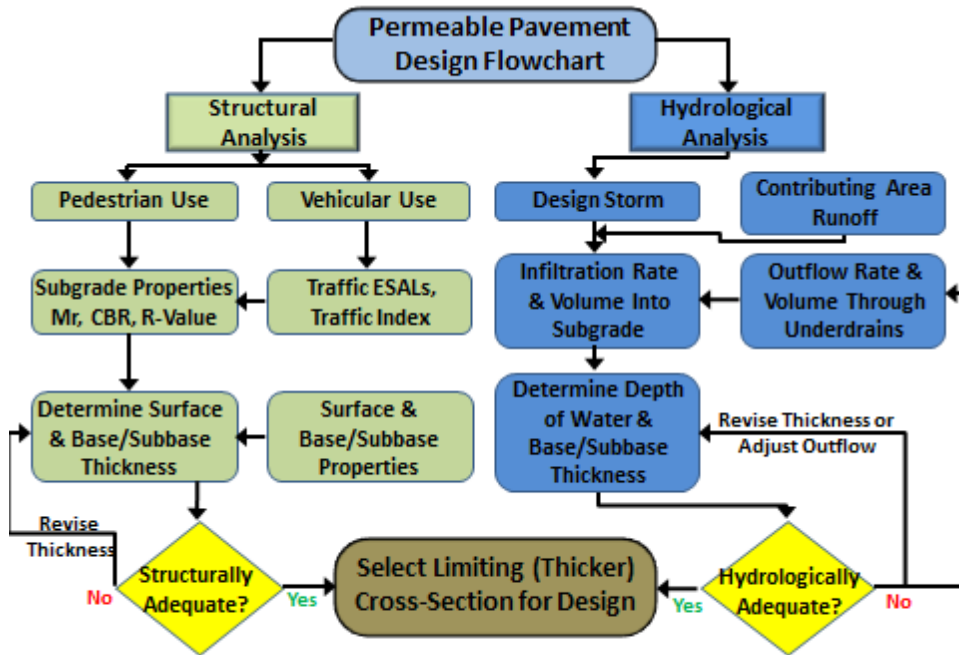 Permeable Pavement
Design Flowchart
Structural
Analysis
Hydrological
Analysis
Pedestrian Use
Vehicular Use
Design Storm
Contributing Area
Runoff
Subgrade Properties
Mr, CBR, R-Value
Traffic ESALs,
Traffic Index
Infiltration Rate
& Volume Into
Subgrade
Outflow Rate &
Volume Through
Underdrains
Determine Surface
& Base/Subbase
Thickness
Surface &
Base/Subbase
Properties
Determine Depth
of Water &
Base/Subbase
Thickness
Revise Thickness or
Adjust Outflow
Revise
Thickness
No
Structurally
Adequate?
Yes
Select Limiting (Thicker)
Cross-Section for Design
Yes
Hydrologically
Adequate?
No